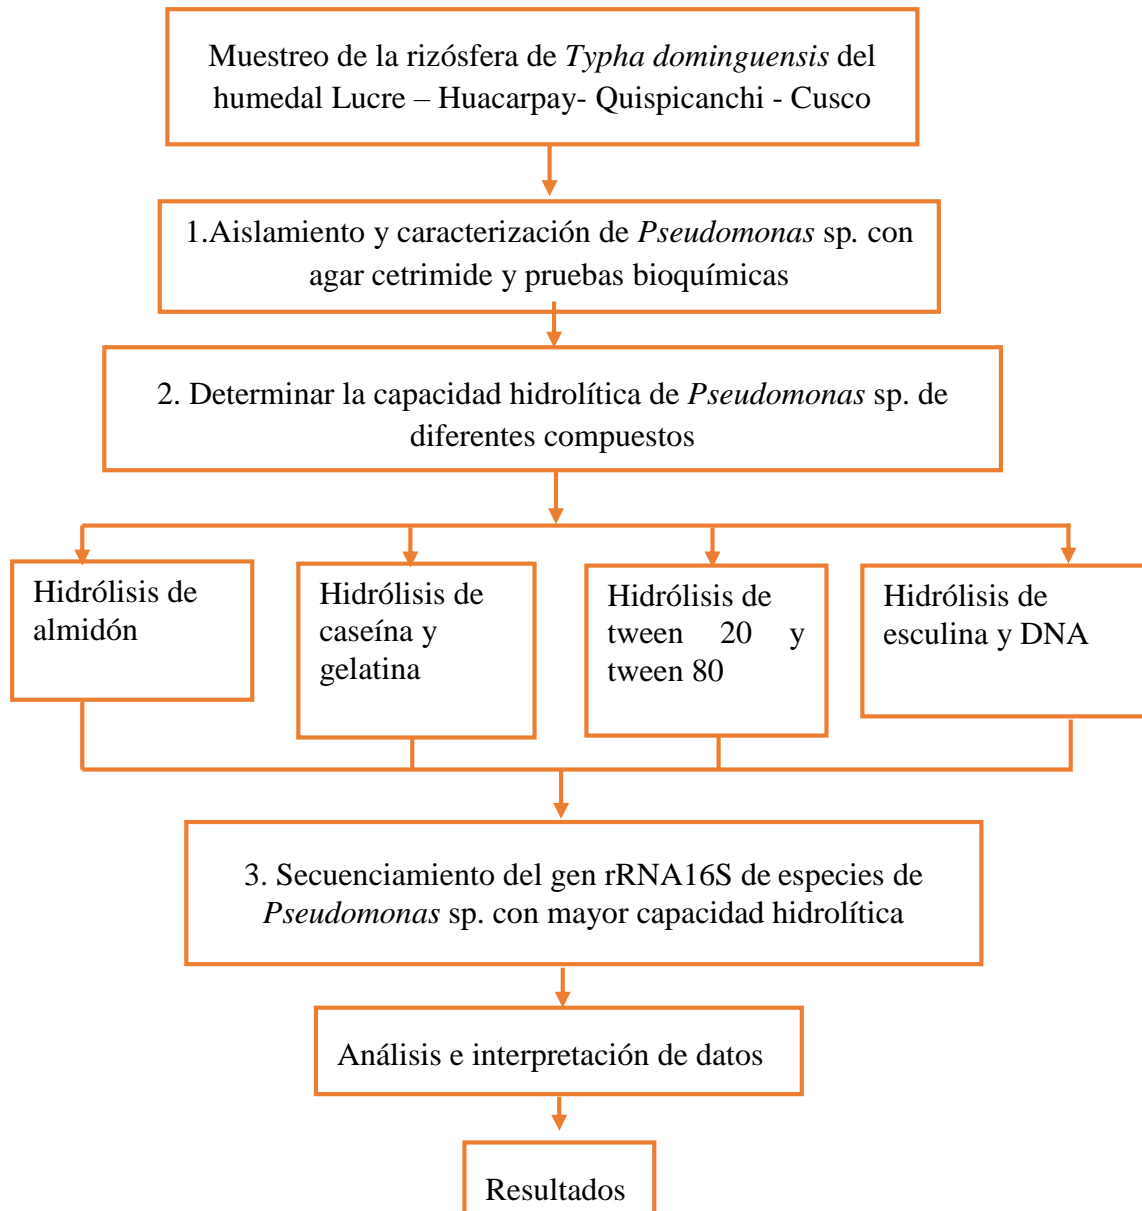 Muestreo de la rizósfera de Typha dominguensis del
humedal Lucre – Huacarpay- Quispicanchi - Cusco
1.Aislamiento y caracterización de Pseudomonas sp. con
agar cetrimide y pruebas bioquímicas
2. Determinar la capacidad hidrolítica de Pseudomonas sp. de
diferentes compuestos
Hidrólisis de
almidón
Hidrólisis de
caseína y
gelatina
Hidrólisis de
tween 20 y
tween 80
Hidrólisis de
esculina y DNA
3. Secuenciamiento del gen rRNA16S de especies de
Pseudomonas sp. con mayor capacidad hidrolítica
Análisis e interpretación de datos
Resultados